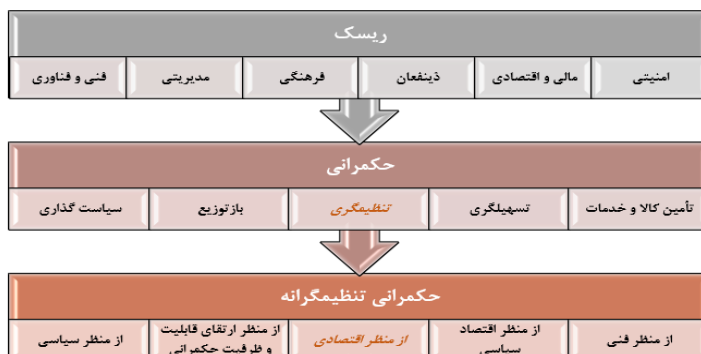 ریسک
امنیتی
مالی و اقتصادی
ذینفعان
فرهنگی
مدیریتی
فنی و فناوری
حکمرانی
تأمین کالا و خدمات
تسهیلگری
تنظیمگری
بازتوزیع
سیاست گذاری
حکمرانی تنظیمگرانه
از منظر فنی
از منظر اقتصاد
سیاسی
از منظر اقتصادی
از منظر ارتقای قابلیت
و ظرفیت حکمرانی
از منظر سیاسی